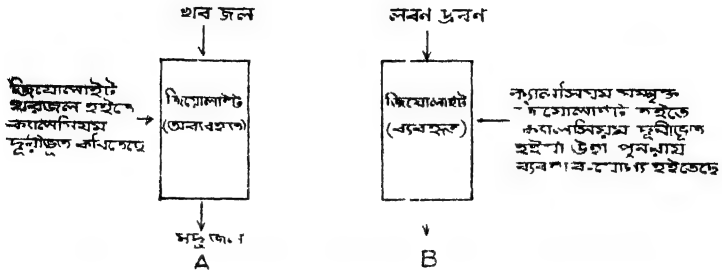 খর জল
লবণ দ্রবণ
জিয়োলাইট
খরজল হইতে
ক্যালসিয়ম
দূরীভূত করিতেছে
জিয়োলাইট
(অব্যবহৃত)
জিয়োলাইট
(ব্যবহৃত)
ক্যালসিয়ম সম্পৃক্ত
জিয়োলাইট হইতে
ক্যালসিয়ম দূরীভূত
হইয়া উহা পুনরায়
ব্যবহার-যোগ্য হইতেছে
মৃদু জল
A
B